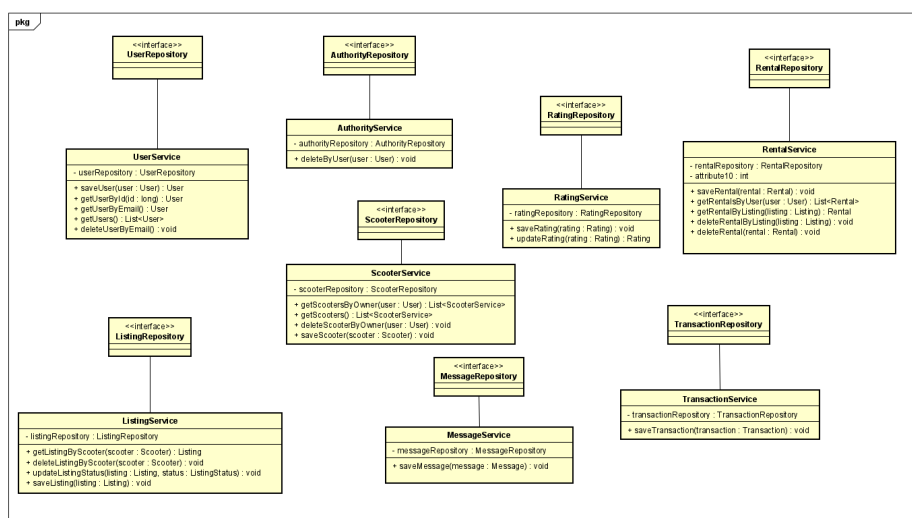 pkg
<<interface>>
UserRepository
UserService
- userRepository : UserRepository
+ saveUser(user : User) : User
+ getUserById(id : long) : User
+ getUserByEmail() : User
+ getUsers() : List<User>
+ deleteUserByEmail() : void
<<interface>>
AuthorityRepository
AuthorityService
- authorityRepository : AuthorityRepository
+ deleteByUser(user : User) : void
<<interface>>
RatingRepository
RatingService
- ratingRepository : RatingRepository
+ saveRating(rating : Rating) : void
+ updateRating(rating : Rating) : Rating
<<interface>>
RentalRepository
RentalService
- rentalRepository : RentalRepository
- attribute10 : int
+ saveRental(rental : Rental) : void
+ getRentalsByUser(user : User) : List<Rental>
+ getRentalByListing(listing : Listing) : Rental
+ deleteRentalByListing(listing : Listing) : void
+ deleteRental(rental : Rental) : void
<<interface>>
ScooterRepository
ScooterService
- scooterRepository : ScooterRepository
+ getScootersByOwner(user : User) : List<ScooterService>
+ getScooters() : List<ScooterService>
+ deleteScooterByOwner(user : User) : void
+ saveScooter(scooter : Scooter) : void
<<interface>>
ListingRepository
ListingService
- listingRepository : ListingRepository
+ getListingByScooter(scooter : Scooter) : Listing
+ deleteListingByScooter(scooter : Scooter) : void
+ updateListingStatus(listing : Listing, status : ListingStatus) : void
+ saveListing(listing : Listing) : void
<<interface>>
MessageRepository
MessageService
- messageRepository : MessageRepository
+ saveMessage(message : Message) : void
<<interface>>
TransactionRepository
TransactionService
- transactionRepository : TransactionRepository
+ saveTransaction(transaction : Transaction) : void